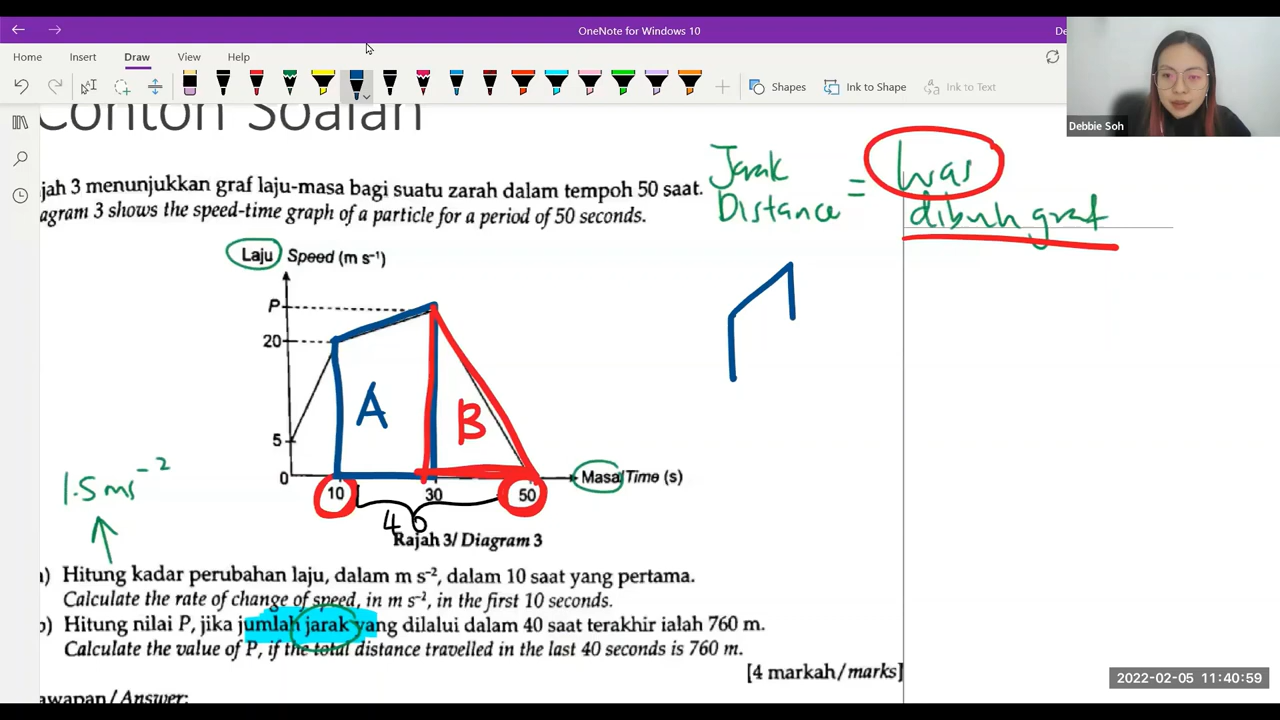 OneNote for Windows 10
De
Home Insert Draw View Help
Shapes Ink to Shape Ink to Text
Debbie Soh
Contoh Soalan
jah 3 menunjukkan graf laju-masa bagi suatu zarah dalam tempoh 50 saat.
agram 3 shows the speed-time graph of a particle for a period of 50 seconds.
Jarak
Distance
=
luas
dibwh graf
Laju Speed (m s⁻¹)
P
20
A
B
5
0
10 30 50
Masa/Time (s)
40
Rajah 3/ Diagram 3
1.5ms⁻²
a) Hitung kadar perubahan laju, dalam m s⁻², dalam 10 saat yang pertama.
Calculate the rate of change of speed, in m s⁻², in the first 10 seconds.
b) Hitung nilai P, jika jumlah jarak yang dilalui dalam 40 saat terakhir ialah 760 m.
Calculate the value of P, if the total distance travelled in the last 40 seconds is 760 m.
[4 markah/marks]
awapan/Answer:
2022-02-05 11:40:59